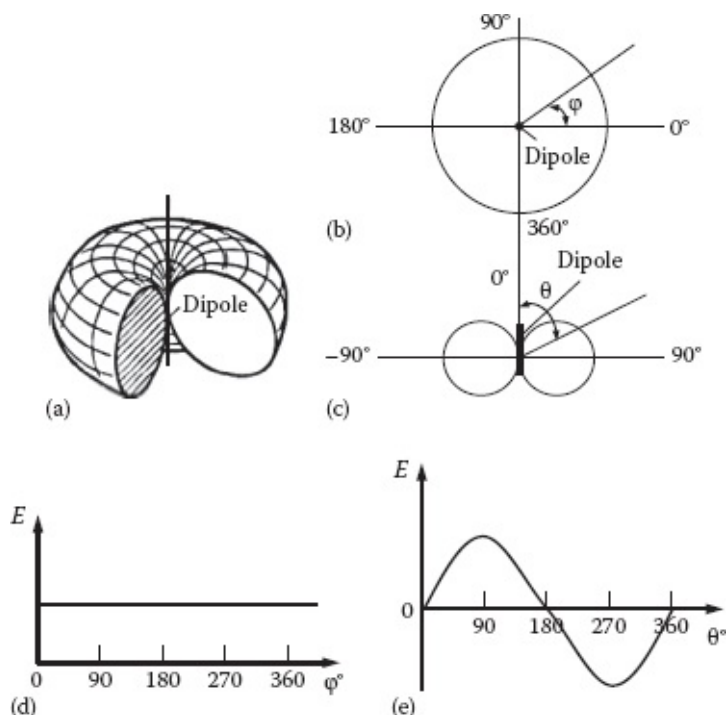 90°
φ
180°
0°
Dipole
(b)
360°
Dipole
0°
θ
Dipole
−90°
90°
(a)
(c)
E
0 90 180 270 360 φ°
(d)
E
0
90 180 270 360 θ°
(e)